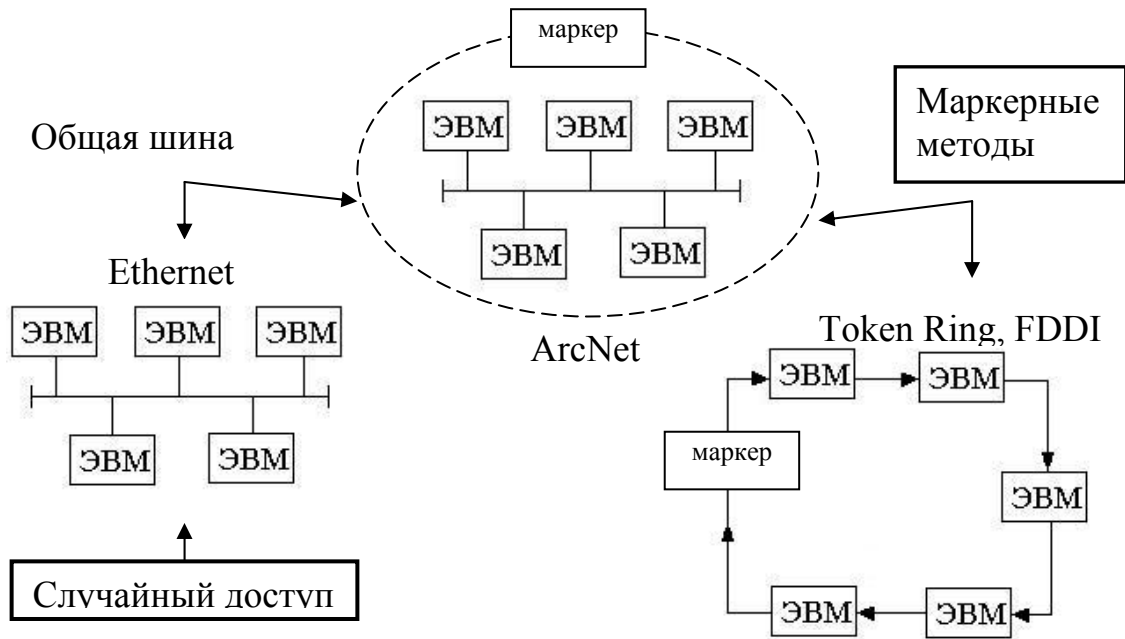 маркер
ЭВМ ЭВМ ЭВМ
ЭВМ ЭВМ
ArcNet
Общая шина
Ethernet
ЭВМ ЭВМ ЭВМ
ЭВМ ЭВМ
Случайный доступ
Маркерные
методы
Token Ring, FDDI
ЭВМ ЭВМ
маркер
ЭВМ
ЭВМ ЭВМ